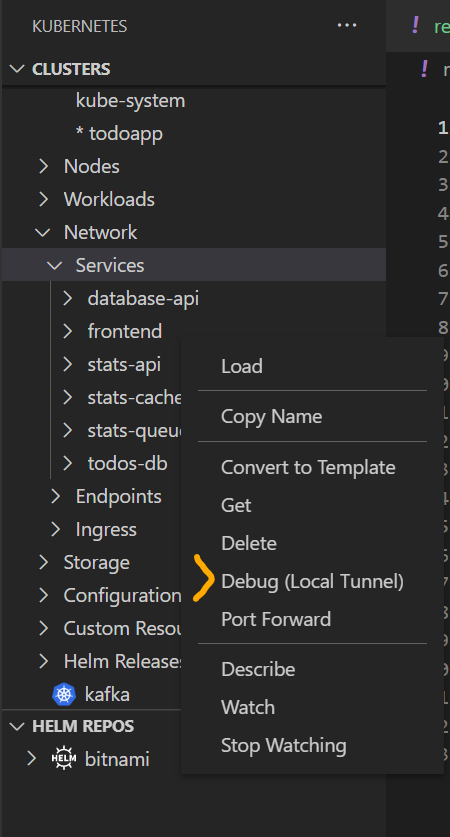 KUBERNETES
...
! re
CLUSTERS
! r
kube-system
* todoapp
Nodes
Workloads
Network
Services
database-api
frontend
stats-api
stats-cache
stats-queue
todos-db
Endpoints
Ingress
Storage
Configuration
Custom Resou
Helm Releases
kafka
HELM REPOS
HELM bitnami
Load
Copy Name
Convert to Template
Get
Delete
Debug (Local Tunnel)
Port Forward
Describe
Watch
Stop Watching
1
2
3
4
5
6
7
8